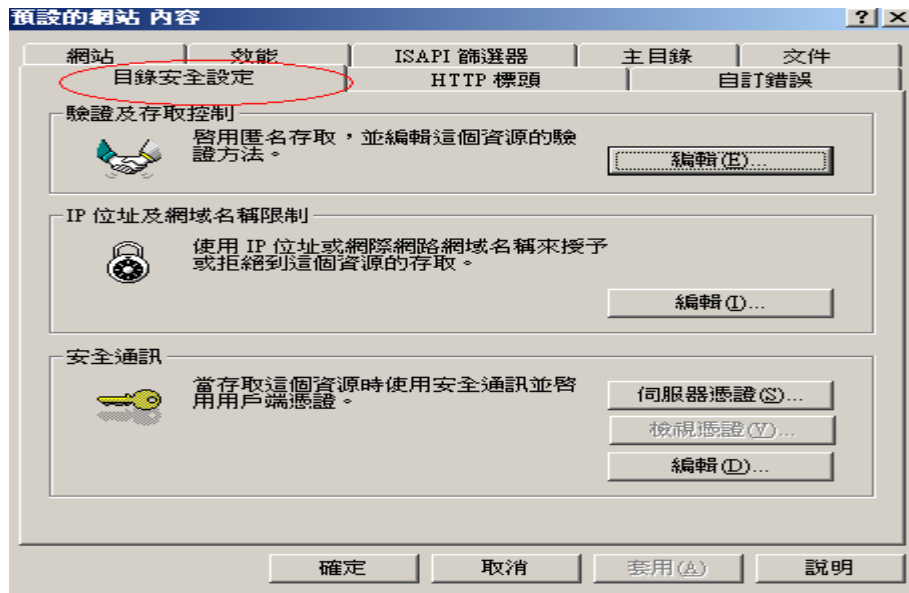 預設的網站 內容
網站 效能 ISAPI 篩選器 主目錄 文件
目錄安全設定 HTTP 標頭 自訂錯誤
驗證及存取控制
啓用匿名存取，並編輯這個資源的驗
證方法。
編輯(E)...
IP 位址及網域名稱限制
使用 IP 位址或網際網路網域名稱來授予
或拒絕到這個資源的存取。
編輯(I)...
安全通訊
當存取這個資源時使用安全通訊並啓
用用戶端憑證。
伺服器憑證(S)...
檢視憑證(V)...
編輯(D)...
確定 取消 套用(A) 說明